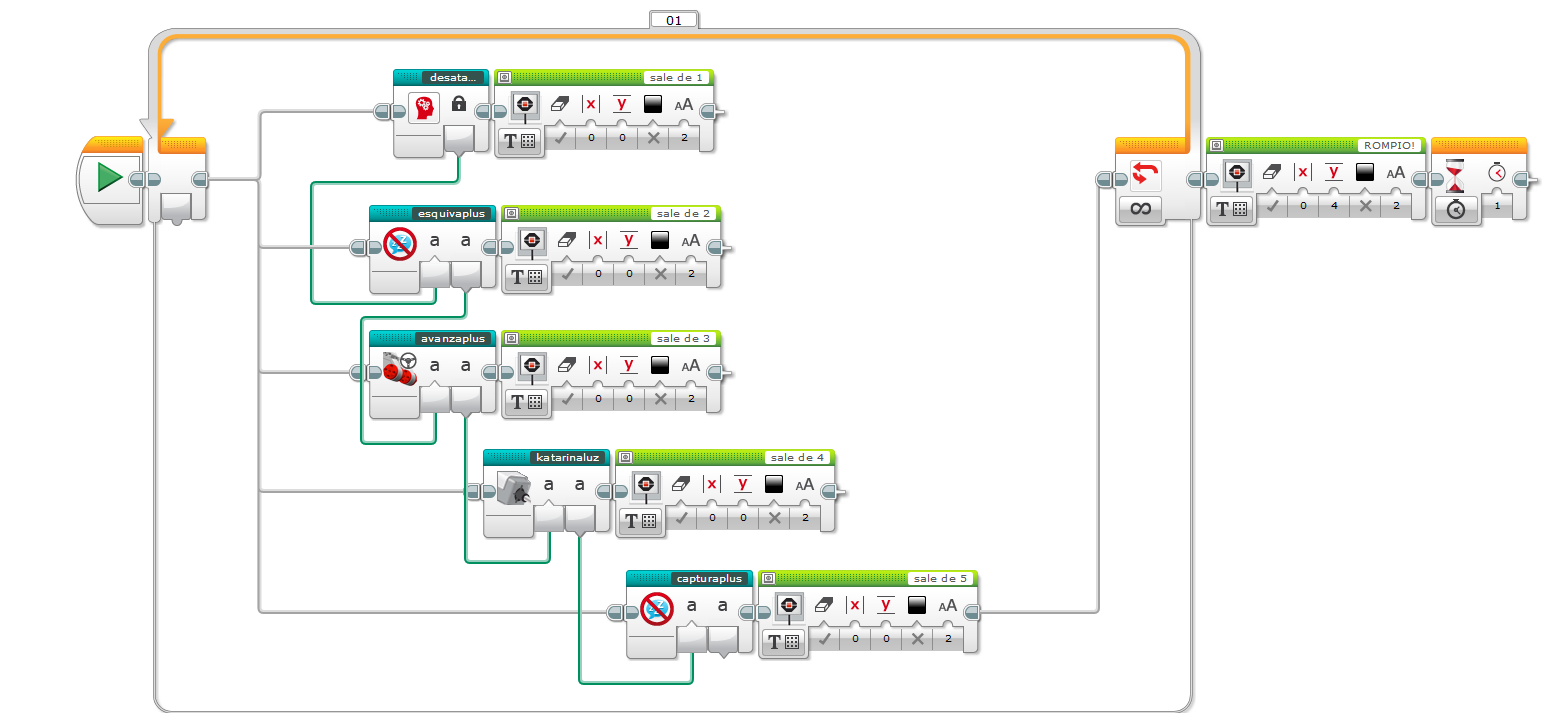 01
desata...
sale de 1
x y AA
T 0 0 2
esquivaplus
sale de 2
a a x y AA
T 0 0 2
avanzaplus
sale de 3
a a x y AA
T 0 0 2
katarinaluz
sale de 4
a a x y AA
T 0 0 2
capturaplus
sale de 5
a a x y AA
T 0 0 2
∞
ROMPIO!
x y AA
T 0 4 2
1